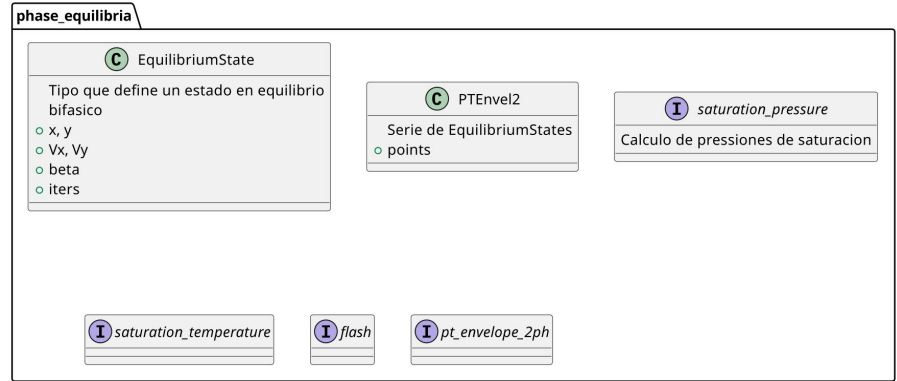 phase_equilibria
C EquilibriumState
Tipo que define un estado en equilibrio
bifasico
x, y
Vx, Vy
beta
iters
C PTEnvel2
Serie de EquilibriumStates
points
I saturation_pressure
Calculo de pressiones de saturacion
I saturation_temperature
I flash
I pt_envelope_2ph